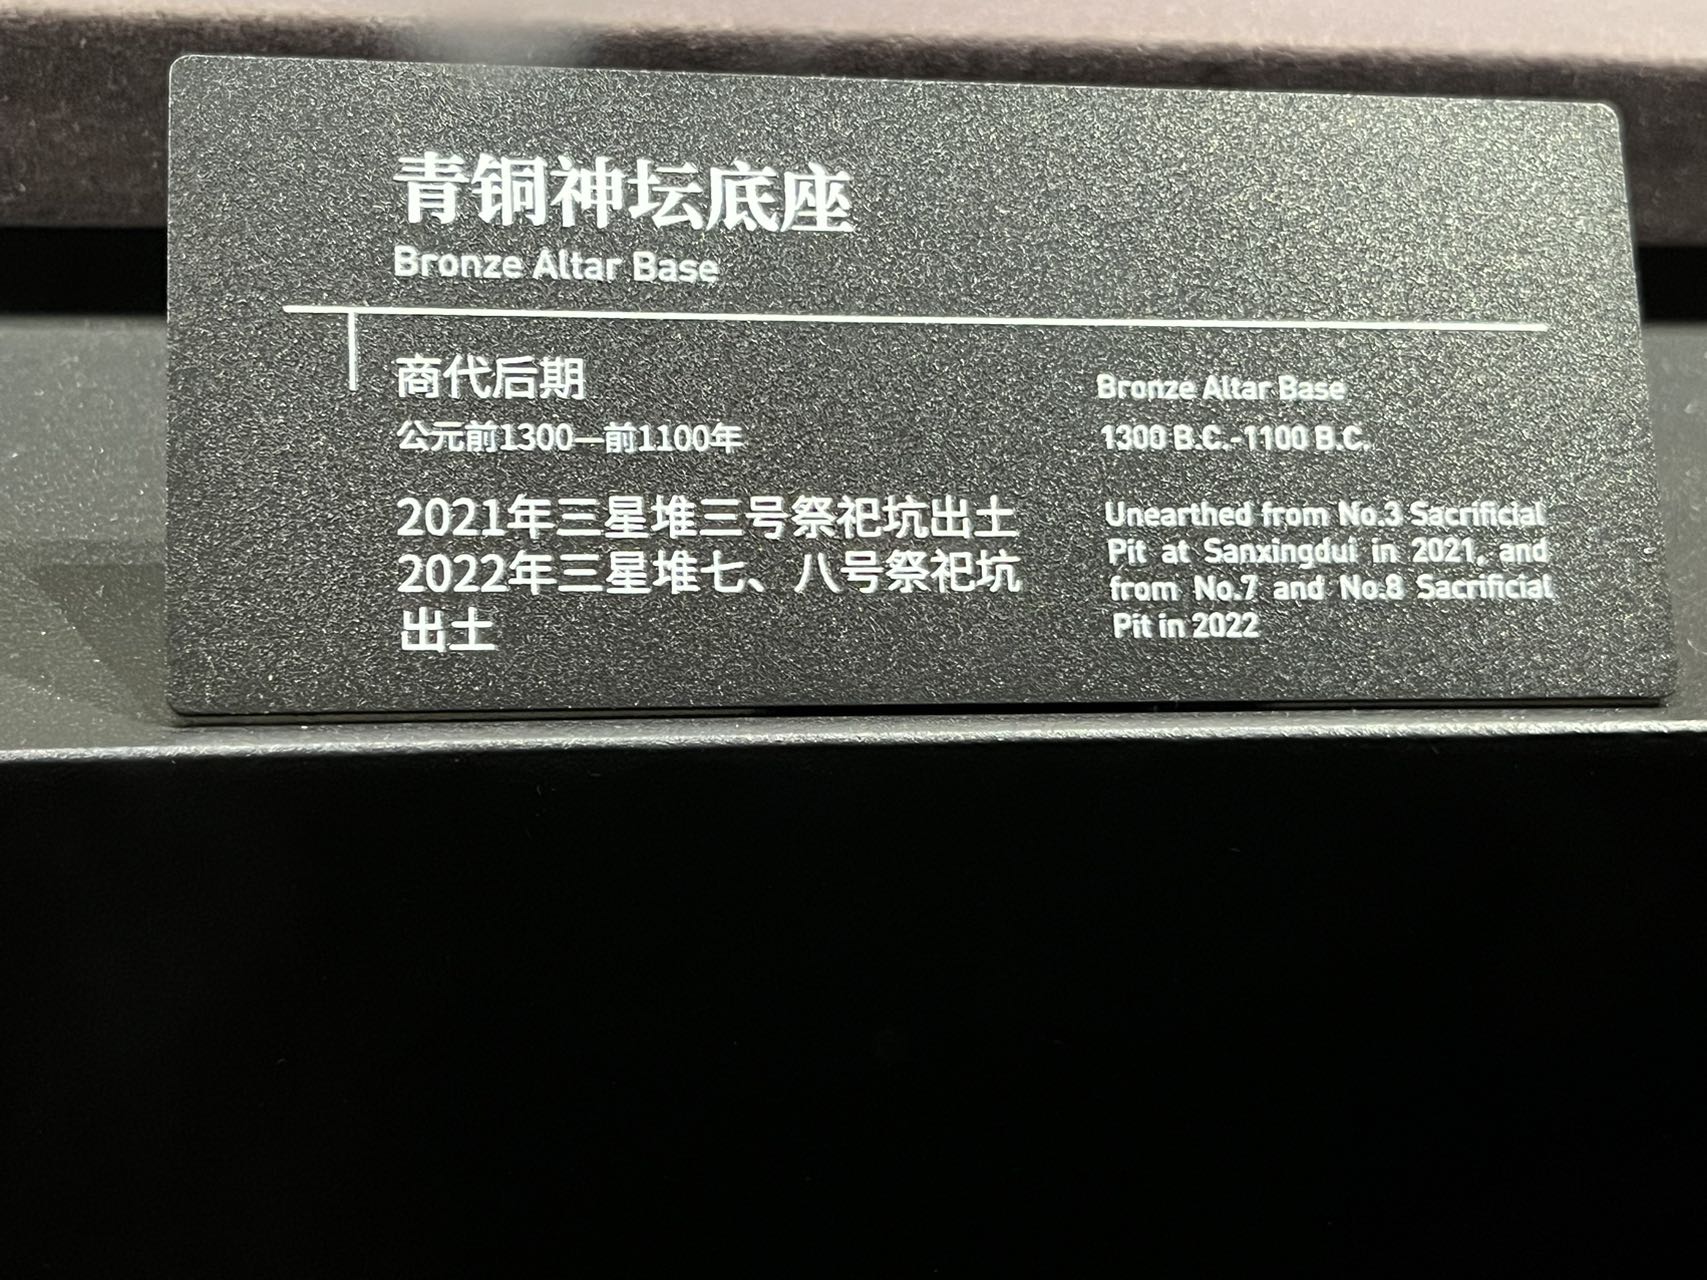 青铜神坛底座
Bronze Altar Base
商代后期
公元前1300—前1100年
2021年三星堆三号祭祀坑出土
2022年三星堆七、八号祭祀坑
出土
Bronze Altar Base
1300 B.C.-1100 B.C.
Unearthed from No.3 Sacrificial
Pit at Sanxingdui in 2021, and
from No.7 and No.8 Sacrificial
Pit in 2022